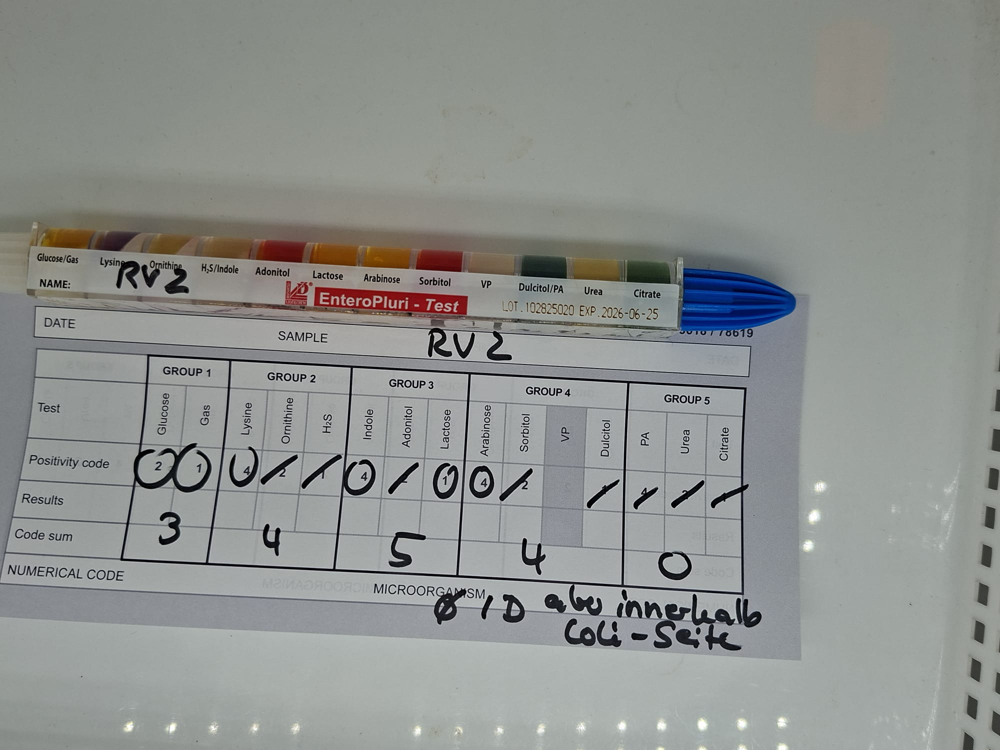 Glucose/Gas Lysine Ornithine H₂S/Indole Adonitol Lactose Arabinose Sorbitol VP Dulcitol/PA Urea Citrate
NAME: RV2
LIOFILCHEM ®
EnteroPluri - Test
LOT.102825020 EXP.2026-06-25
78619
DATE
SAMPLE RV2
GROUP 1 GROUP 2 GROUP 3 GROUP 4 GROUP 5
Test Glucose Gas Lysine Ornithine H₂S Indole Adonitol Lactose Arabinose Sorbitol VP Dulcitol PA Urea Citrate
Positivity code 2 1 4 2 1 4 1 4 2 4 2
Results
Code sum 3 4 5 4 0
NUMERICAL CODE
MICROORGANISM
Ø ID aber innerhalb
Coli-Seite